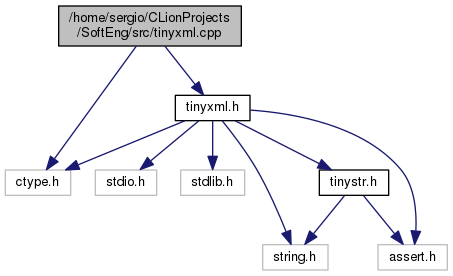 /home/sergio/CLionProjects
/SoftEng/src/tinyxml.cpp
tinyxml.h
ctype.h
stdio.h
stdlib.h
tinystr.h
string.h
assert.h